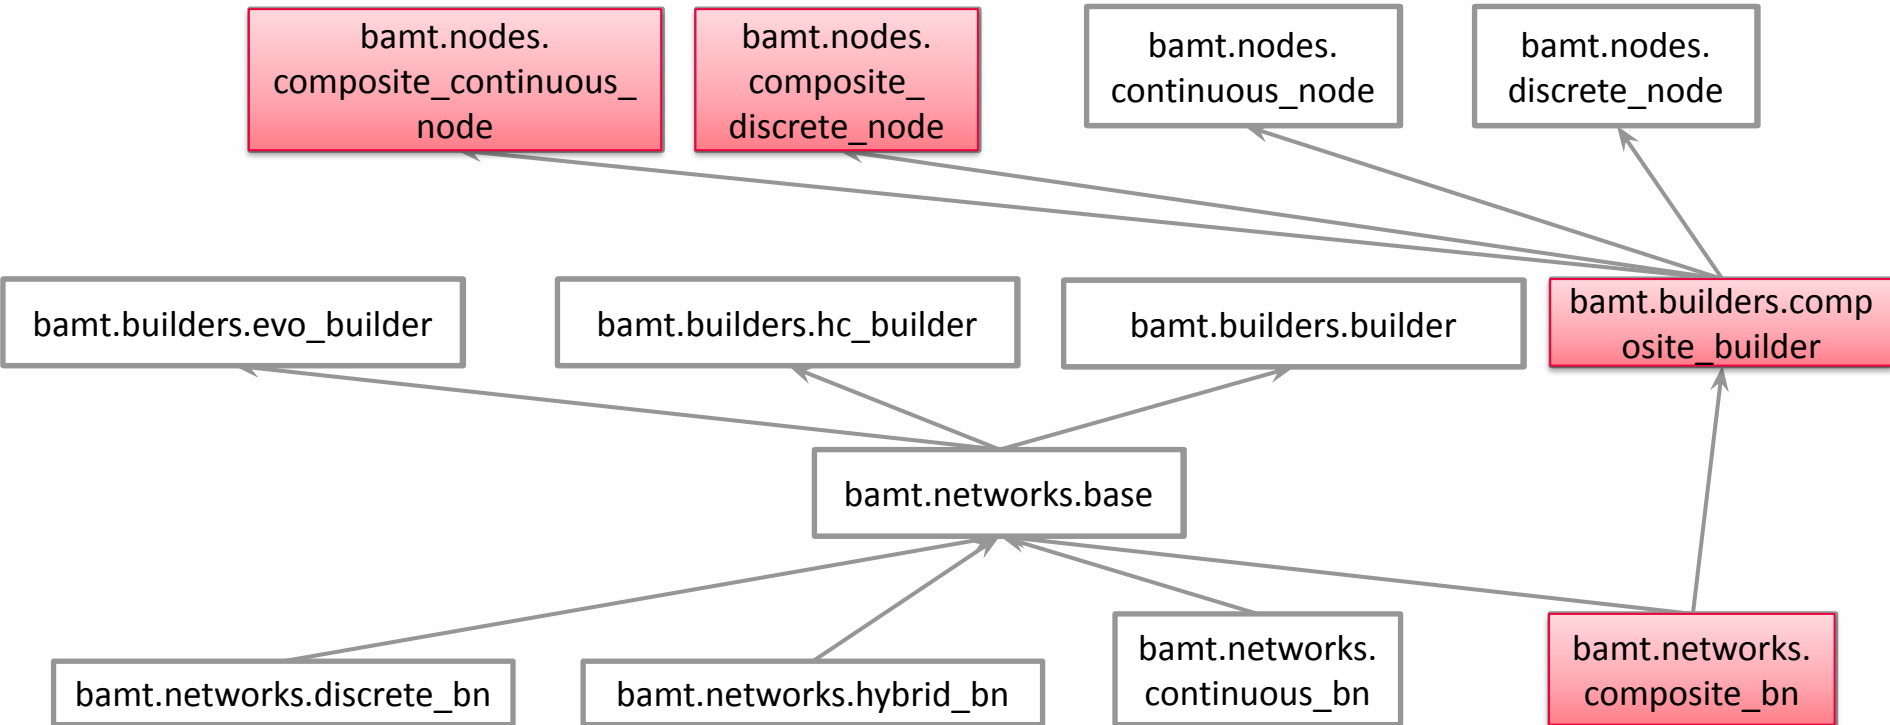 bamt.nodes.
composite_continuous_
node
bamt.nodes.
composite_
discrete_node
bamt.nodes.
continuous_node
bamt.nodes.
discrete_node
bamt.builders.evo_builder
bamt.builders.hc_builder
bamt.builders.builder
bamt.builders.comp
osite_builder
bamt.networks.base
bamt.networks.discrete_bn
bamt.networks.hybrid_bn
bamt.networks.
continuous_bn
bamt.networks.
composite_bn